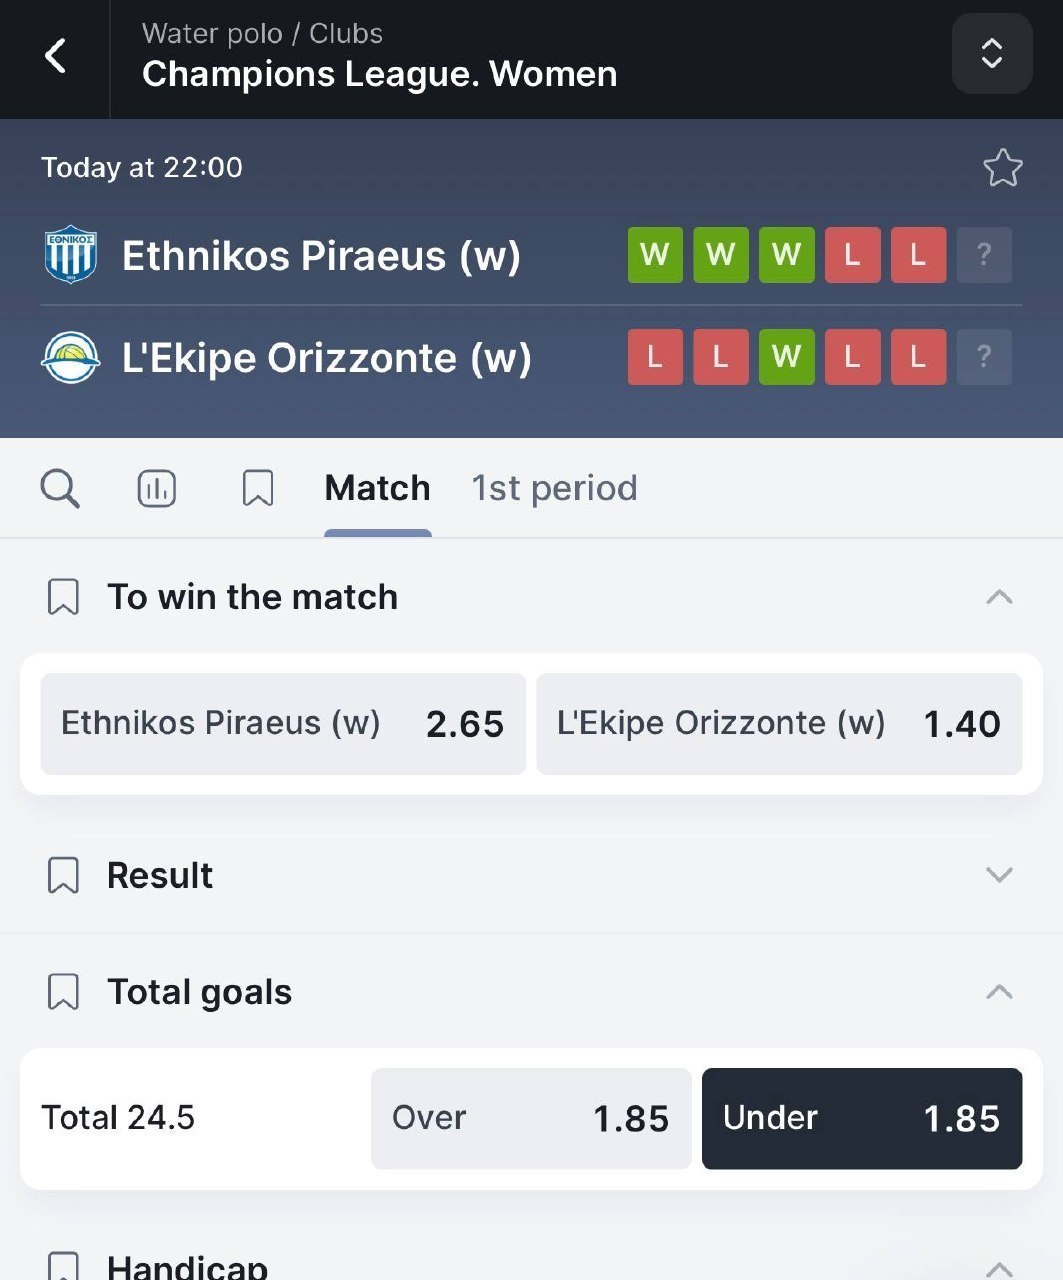 Water polo / Clubs
Champions League. Women
Today at 22:00
ΕΘΝΙΚΟΣ
Ethnikos Piraeus (w) W W W L L ?
L'Ekipe Orizzonte (w) L L W L L ?
Match 1st period
To win the match
Ethnikos Piraeus (w) 2.65 L'Ekipe Orizzonte (w) 1.40
Result
Total goals
Total 24.5 Over 1.85 Under 1.85
Handicap